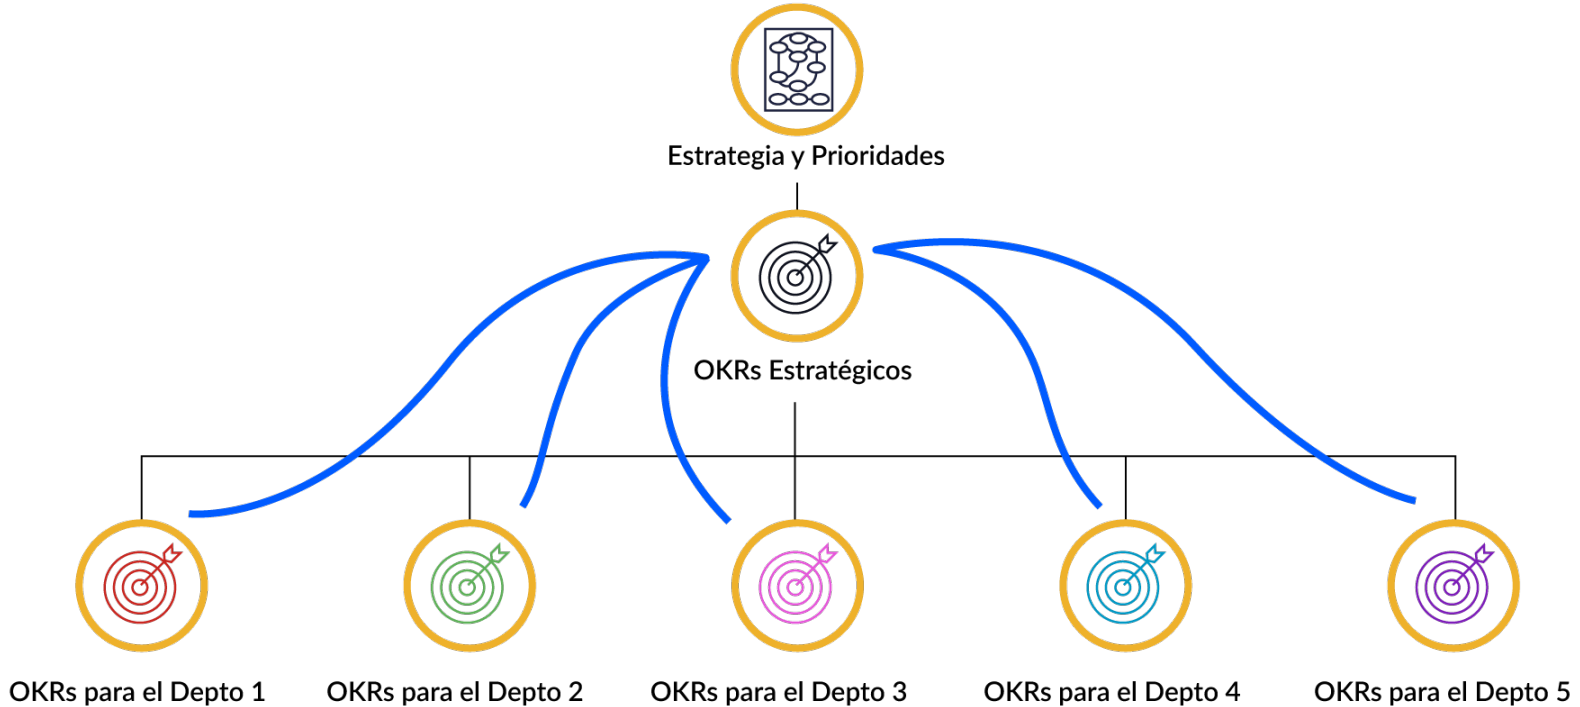 Estrategia y Prioridades
OKRs Estratégicos
OKRs para el Depto 1
OKRs para el Depto 2
OKRs para el Depto 3
OKRs para el Depto 4
OKRs para el Depto 5